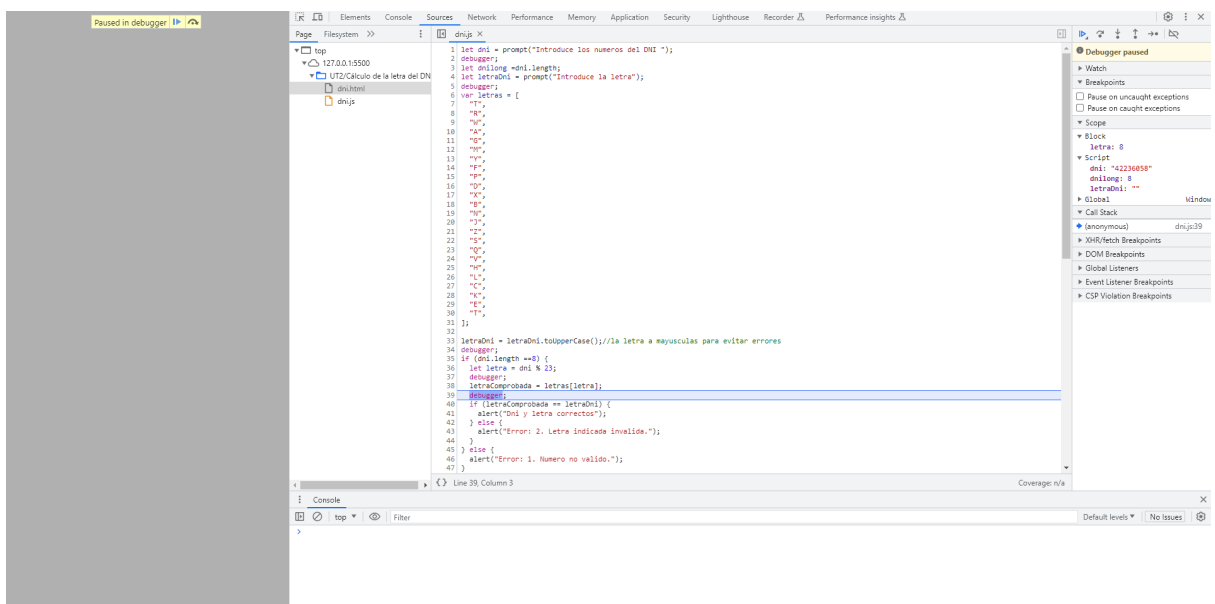 Paused in debugger
Elements Console Sources Network Performance Memory Application Security Lighthouse Recorder Performance insights
Page Filesystem >> dni.js ×
top
127.0.0.1:5500
UT2/Cálculo de la letra del DN
dni.html
dni.js
1 let dni = prompt("Introduce los numeros del DNI ");
2 debugger;
3 let dnilong =dni.length;
4 let letraDni = prompt("Introduce la letra");
5 debugger;
6 var letras = [
7 "T",
8 "R",
9 "W",
10 "A",
11 "G",
12 "M",
13 "Y",
14 "F",
15 "P",
16 "D",
17 "X",
18 "B",
19 "N",
20 "J",
21 "Z",
22 "S",
23 "Q",
24 "V",
25 "H",
26 "L",
27 "C",
28 "K",
29 "E",
30 "T",
31 ];
32
33 letraDni = letraDni.toUpperCase();//la letra a mayusculas para evitar errores
34 debugger;
35 if (dni.length ==8) {
36 let letra = dni % 23;
37 debugger;
38 letraComprobada = letras[letra];
39 debugger;
40 if (letraComprobada == letraDni) {
41 alert("Dni y letra correctos");
42 } else {
43 alert("Error: 2. Letra indicada invalida.");
44 }
45 } else {
46 alert("Error: 1. Numero no valido.");
47 }
{} Line 39, Column 3 Coverage: n/a
Debugger paused
Watch
Breakpoints
Pause on uncaught exceptions
Pause on caught exceptions
Scope
Block
letra: 8
Script
dni: "42236058"
dnilong: 8
letraDni: ""
Global Window
Call Stack
(anonymous) dni.js:39
XHR/fetch Breakpoints
DOM Breakpoints
Global Listeners
Event Listener Breakpoints
CSP Violation Breakpoints
Console ×
top Filter Default levels No Issues
>